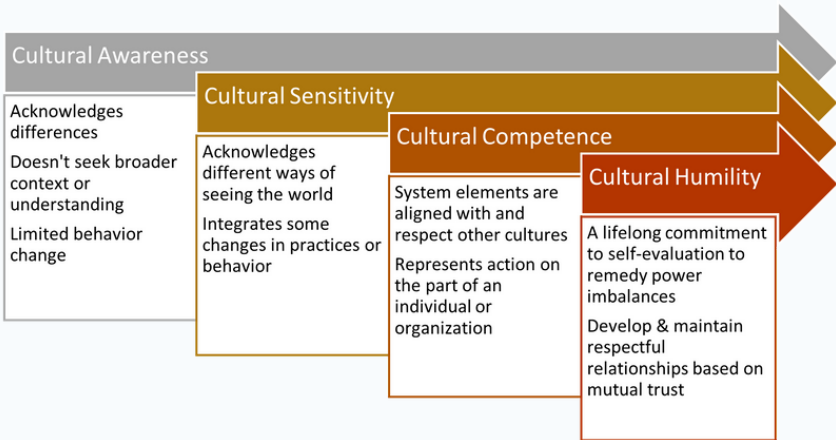 Cultural Awareness
Acknowledges
differences
Doesn't seek broader
context or
understanding
Limited behavior
change
Cultural Sensitivity
Acknowledges
different ways of
seeing the world
Integrates some
changes in practices or
behavior
Cultural Competence
System elements are
aligned with and
respect other cultures
Represents action on
the part of an
individual or
organization
Cultural Humility
A lifelong commitment
to self-evaluation to
remedy power
imbalances
Develop & maintain
respectful
relationships based on
mutual trust